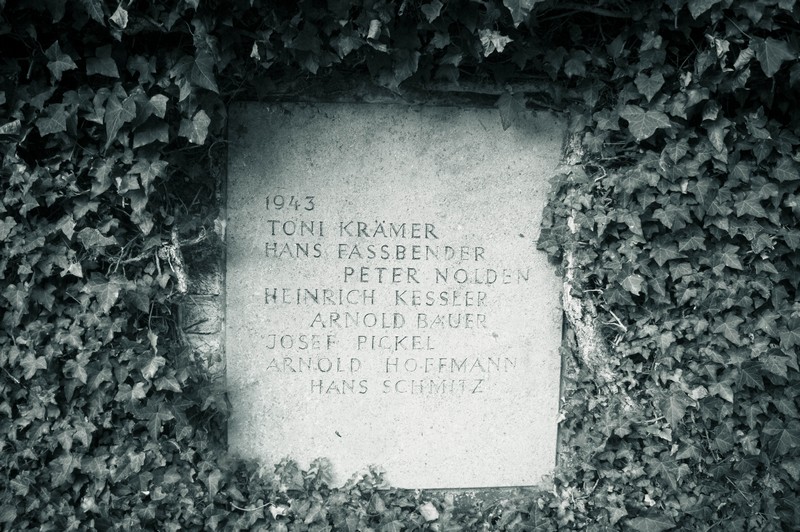 1943
TONI KRÄMER
HANS FASSBENDER
PETER NOLDEN
HEINRICH KESSLER
ARNOLD BAUER
JOSEF PICKEL
ARNOLD HOFFMANN
HANS SCHMITZ